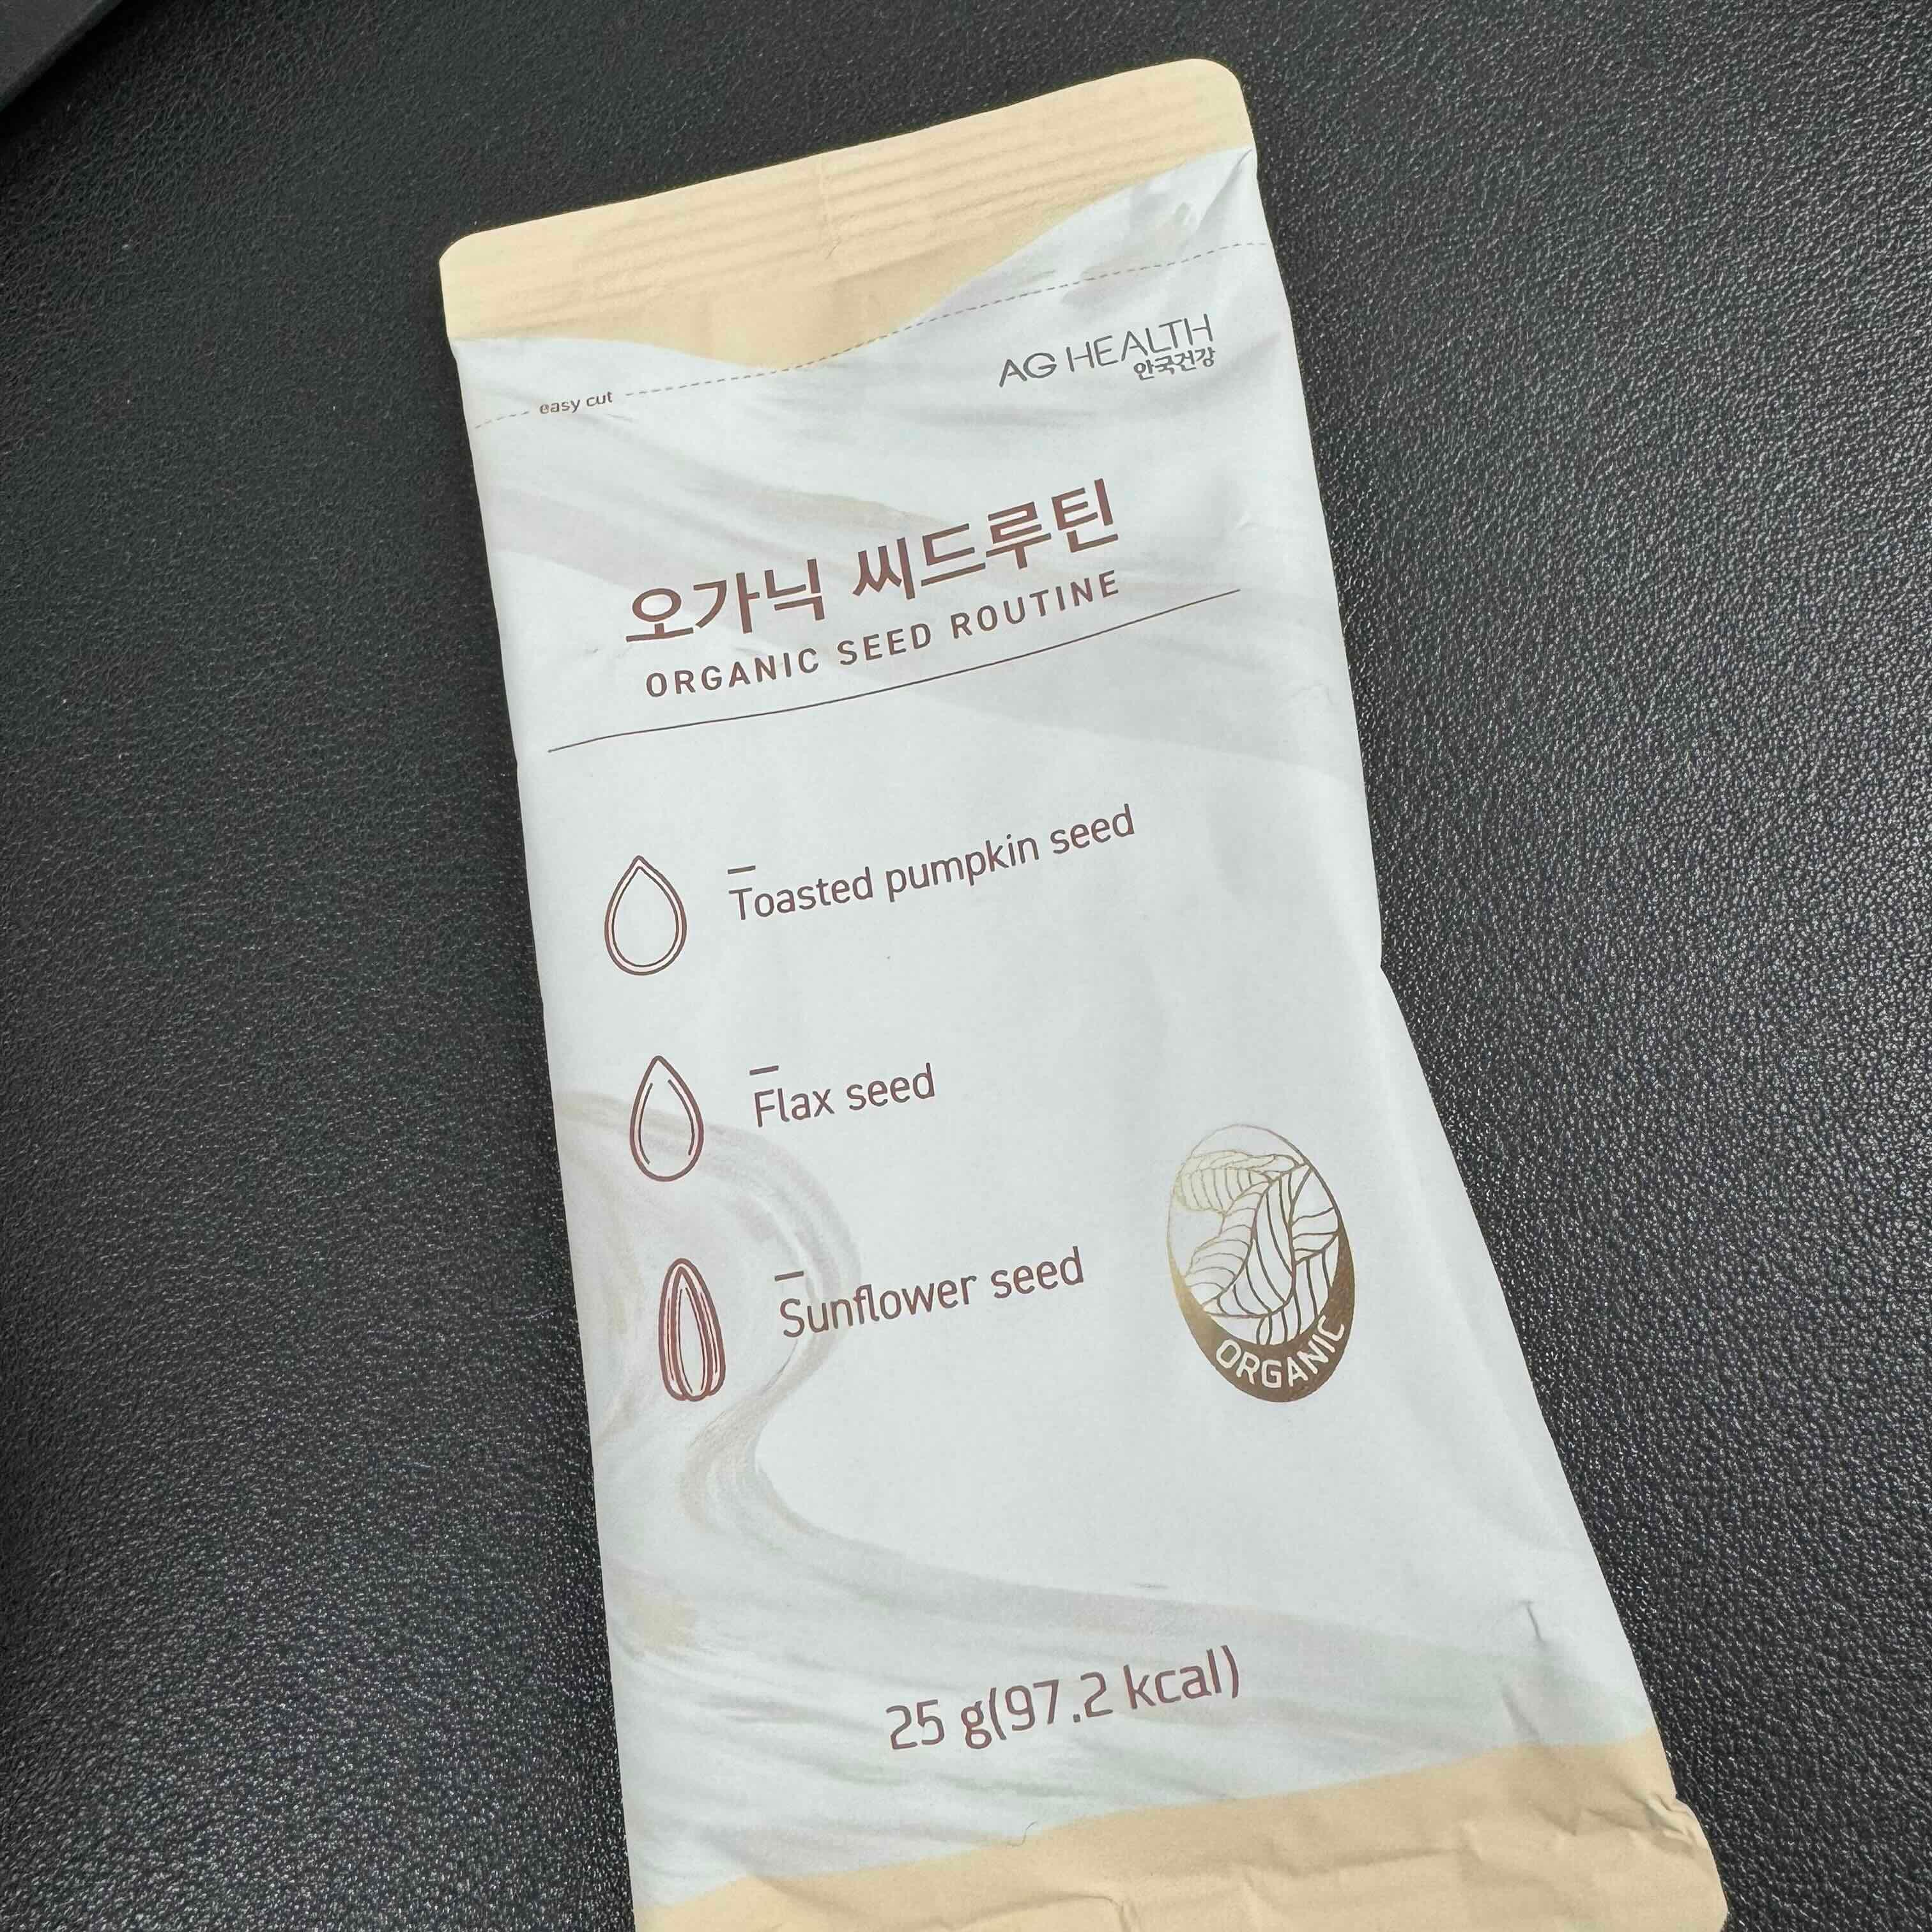 AG HEALTH
안국건강
easy cut
오가닉 씨드루틴
ORGANIC SEED ROUTINE
Toasted pumpkin seed
Flax seed
Sunflower seed
ORGANIC
25 g(97.2 kcal)